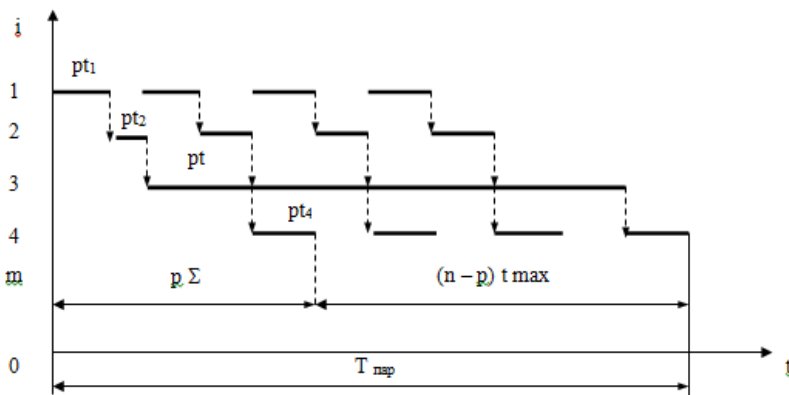 i
pt₁
1
pt₂
2
pt
3
pt₄
4
m
p Σ
(n – p) t max
0
T пар
t